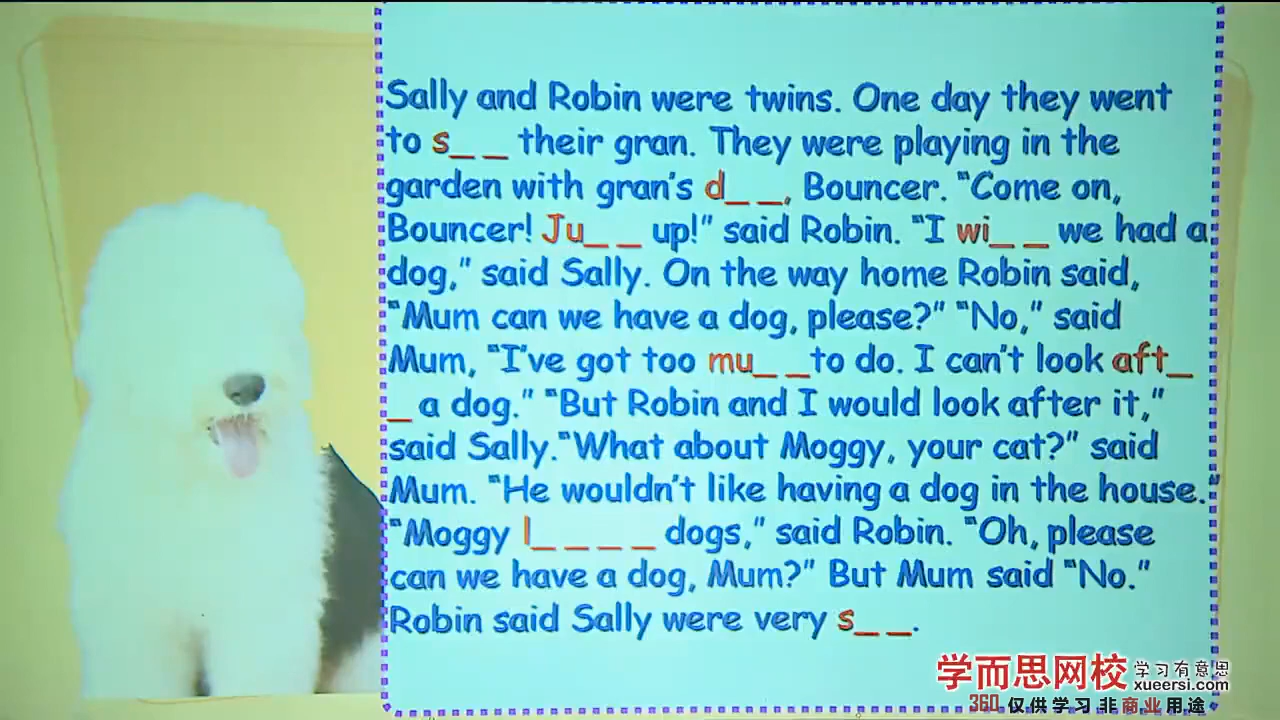 Sally and Robin were twins. One day they went
to s_ _ their gran. They were playing in the
garden with gran's d_ _, Bouncer. "Come on,
Bouncer! Ju_ _ up!" said Robin. "I wi_ _ we had a
dog," said Sally. On the way home Robin said,
"Mum can we have a dog, please?" "No," said
Mum, "I've got too mu_ _to do. I can't look aft_
_ a dog." "But Robin and I would look after it,"
said Sally."What about Moggy, your cat?" said
Mum. "He wouldn't like having a dog in the house."
"Moggy l_ _ _ _ dogs," said Robin. "Oh, please
can we have a dog, Mum?" But Mum said "No."
Robin said Sally were very s_ _.
学而思网校 学习有意思
xueersi.com
360 仅供学习 非商业用途